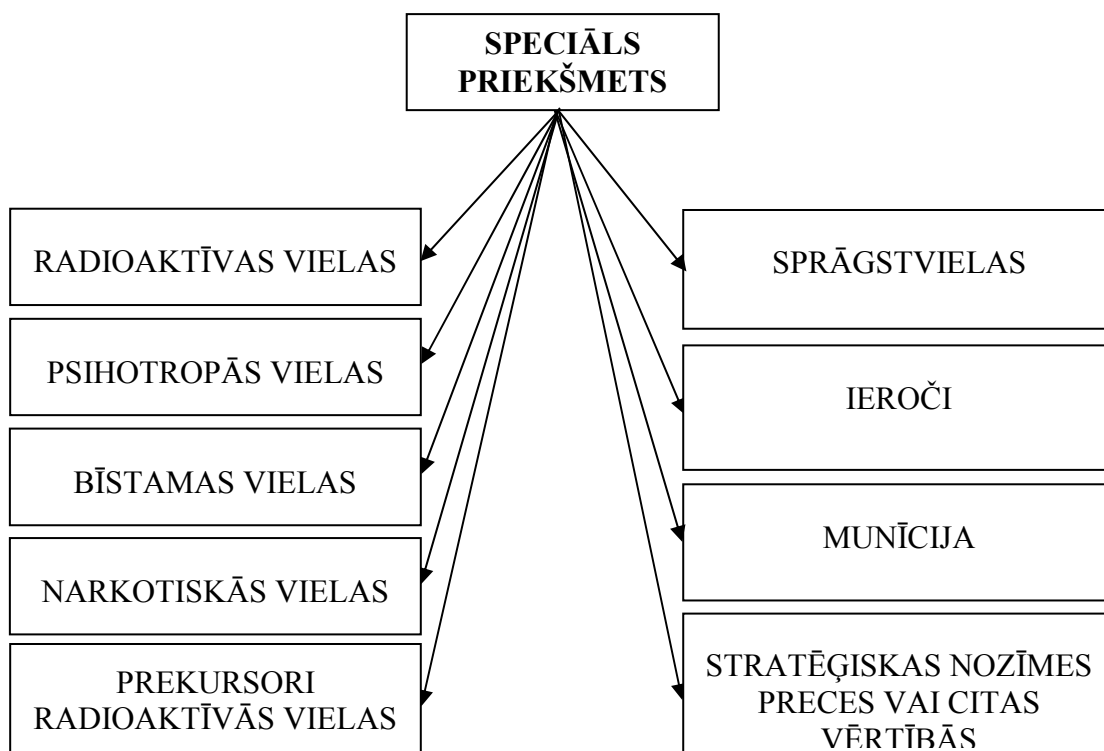 SPECIĀLS
PRIEKŠMETS
RADIOAKTĪVAS VIELAS
PSIHOTROPĀS VIELAS
BĪSTAMAS VIELAS
NARKOTISKĀS VIELAS
PREKURSORI
RADIOAKTĪVĀS VIELAS
SPRĀGSTVIELAS
IEROČI
MUNĪCIJA
STRATĒĢISKAS NOZĪMES
PRECES VAI CITAS
VĒRTĪBĀS